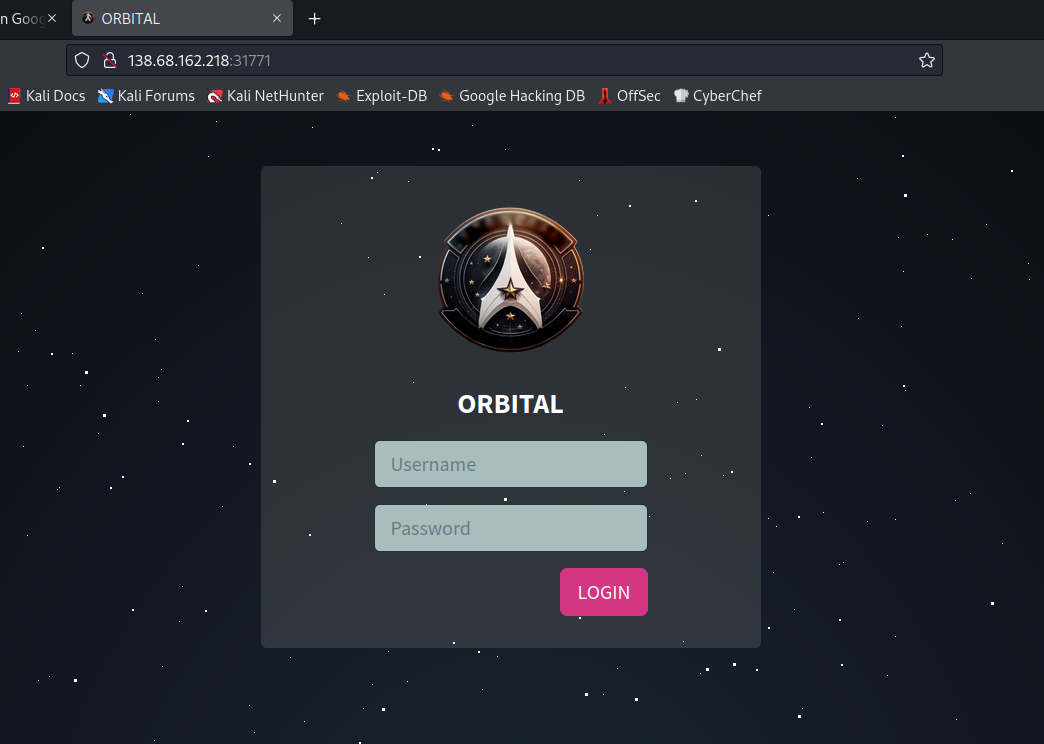 n Goog
ORBITAL
138.68.162.218:31771
Kali Docs Kali Forums Kali NetHunter Exploit-DB Google Hacking DB OffSec CyberChef
ORBITAL
Username
Password
LOGIN